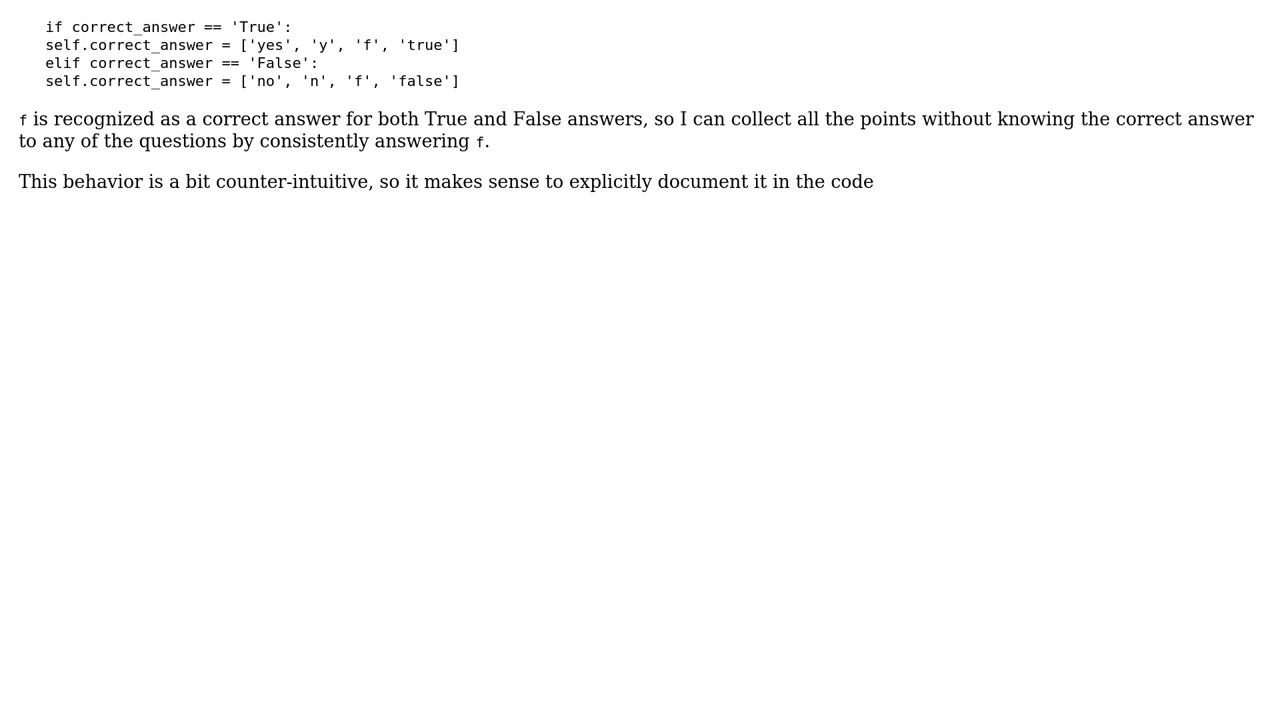 if correct_answer == 'True':
self.correct_answer = ['yes', 'y', 'f', 'true']
elif correct_answer == 'False':
self.correct_answer = ['no', 'n', 'f', 'false']
f is recognized as a correct answer for both True and False answers, so I can collect all the points without knowing the correct answer
to any of the questions by consistently answering f.
This behavior is a bit counter-intuitive, so it makes sense to explicitly document it in the code